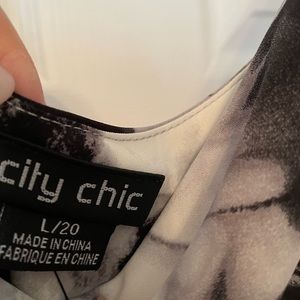 city chic
L/20
MADE IN CHINA
FABRIQUE EN CHINE